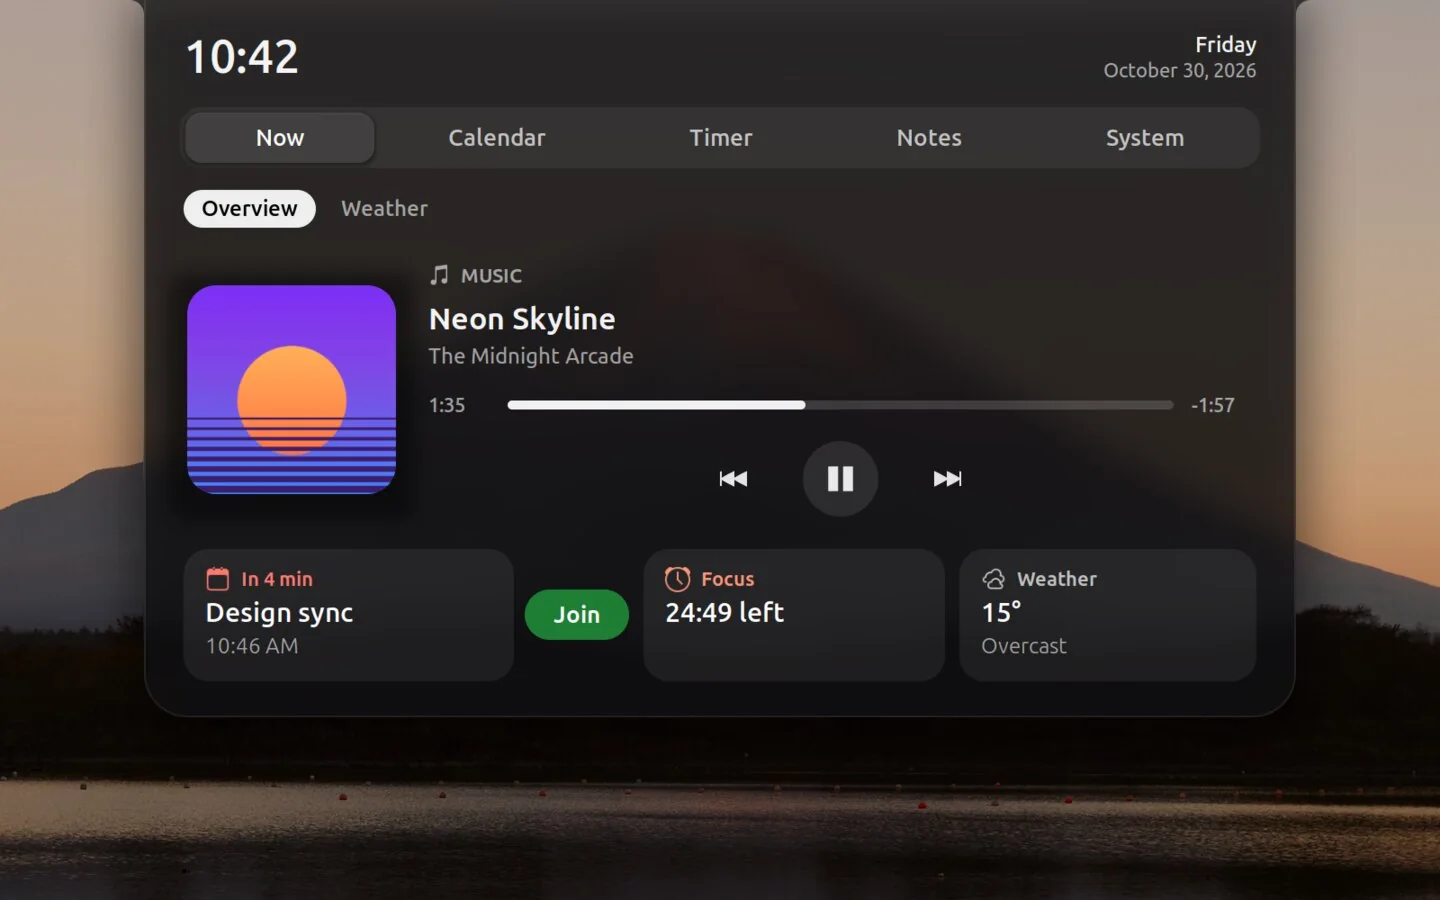 10:42
Friday
October 30, 2026
Now Calendar Timer Notes System
Overview Weather
MUSIC
Neon Skyline
The Midnight Arcade
1:35 -1:57
In 4 min
Design sync
10:46 AM
Join
Focus
24:49 left
Weather
15°
Overcast